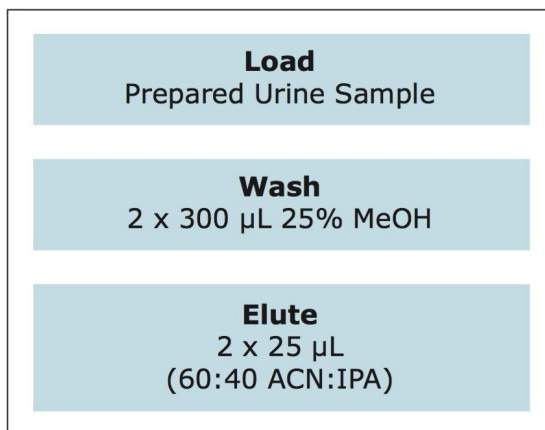 Load
Prepared Urine Sample
Wash
2 x 300 µL 25% MeOH
Elute
2 x 25 µL
(60:40 ACN:IPA)